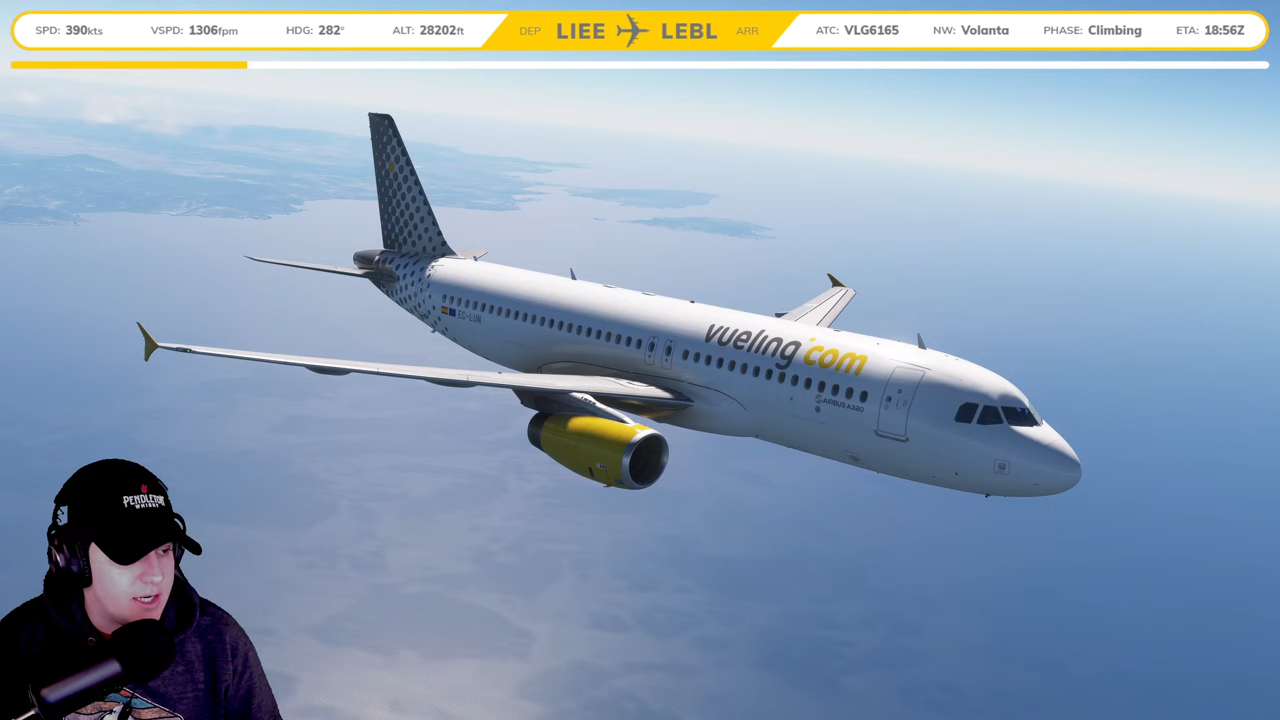 SPD: 390kts VSPD: 1306fpm HDG: 282° ALT: 28202ft DEP LIEE LEBL ARR ATC: VLG6165 NW: Volanta PHASE: Climbing ETA: 18:56Z
EC-LUN
vueling.com
AIRBUS A320
PENDLETON
WHISKY